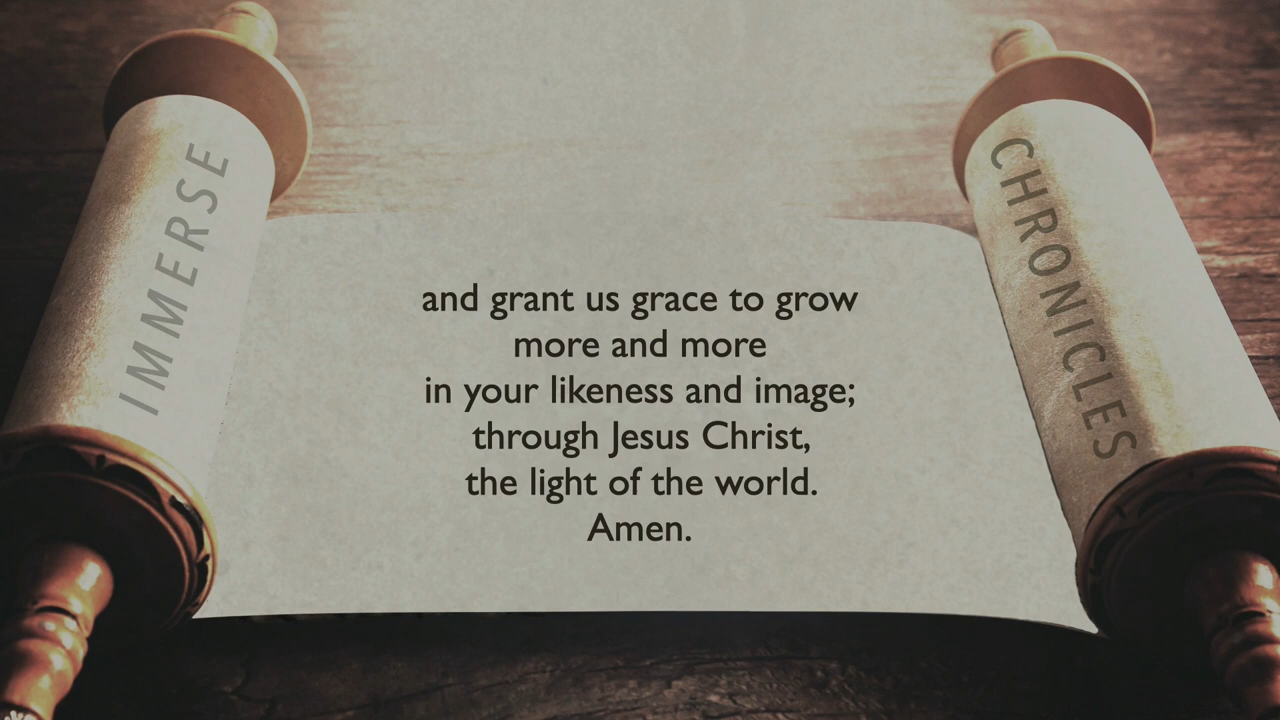 IMMERSE
CHRONICLES
and grant us grace to grow
more and more
in your likeness and image;
through Jesus Christ,
the light of the world.
Amen.